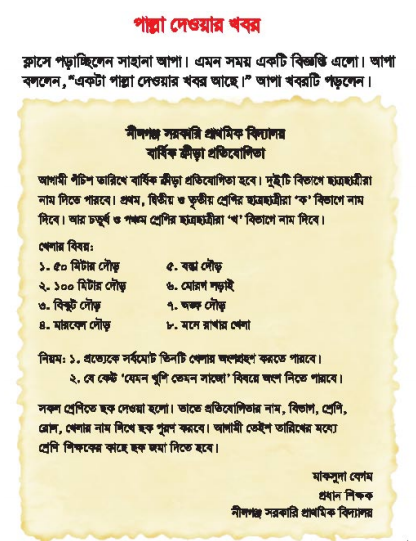 পাল্লা দেওয়ার খবর
ক্লাসে পড়াচ্ছিলেন সাহানা আপা। এমন সময় একটি বিজ্ঞপ্তি এলো। আপা
বললেন, “একটা পাল্লা দেওয়ার খবর আছে।” আপা খবরটি পড়লেন।
নীলগঞ্জ সরকারি প্রাথমিক বিদ্যালয়
বার্ষিক ক্রীড়া প্রতিযোগিতা
আগামী পঁচিশ তারিখে বার্ষিক ক্রীড়া প্রতিযোগিতা হবে। দুইটি বিভাগে ছাত্রছাত্রীরা
নাম দিতে পারবে। প্রথম, দ্বিতীয় ও তৃতীয় শ্রেণির ছাত্রছাত্রীরা ‘ক’ বিভাগে নাম
দিবে। আর চতুর্থ ও পঞ্চম শ্রেণির ছাত্রছাত্রীরা ‘খ’ বিভাগে নাম দিবে।
খেলার বিষয়:
১. ৫০ মিটার দৌড় ৫. বস্তা দৌড়
২. ১০০ মিটার দৌড় ৬. মোরগ লড়াই
৩. বিস্কুট দৌড় ৭. অঙ্ক দৌড়
৪. মারবেল দৌড় ৮. মনে রাখার খেলা
নিয়ম: ১. প্রত্যেকে সর্বমোট তিনটি খেলায় অংশগ্রহণ করতে পারবে।
২. যে কেউ ‘যেমন খুশি তেমন সাজো’ বিষয়ে অংশ নিতে পারবে।
সকল শ্রেণিতে ছক দেওয়া হলো। তাতে প্রতিযোগিতার নাম, বিভাগ, শ্রেণি,
রোল, খেলার নাম লিখে ছক পূরণ করবে। আগামী তেইশ তারিখের মধ্যে
শ্রেণি শিক্ষকের কাছে ছক জমা দিতে হবে।
মাকসুদা বেগম
প্রধান শিক্ষক
নীলগঞ্জ সরকারি প্রাথমিক বিদ্যালয়